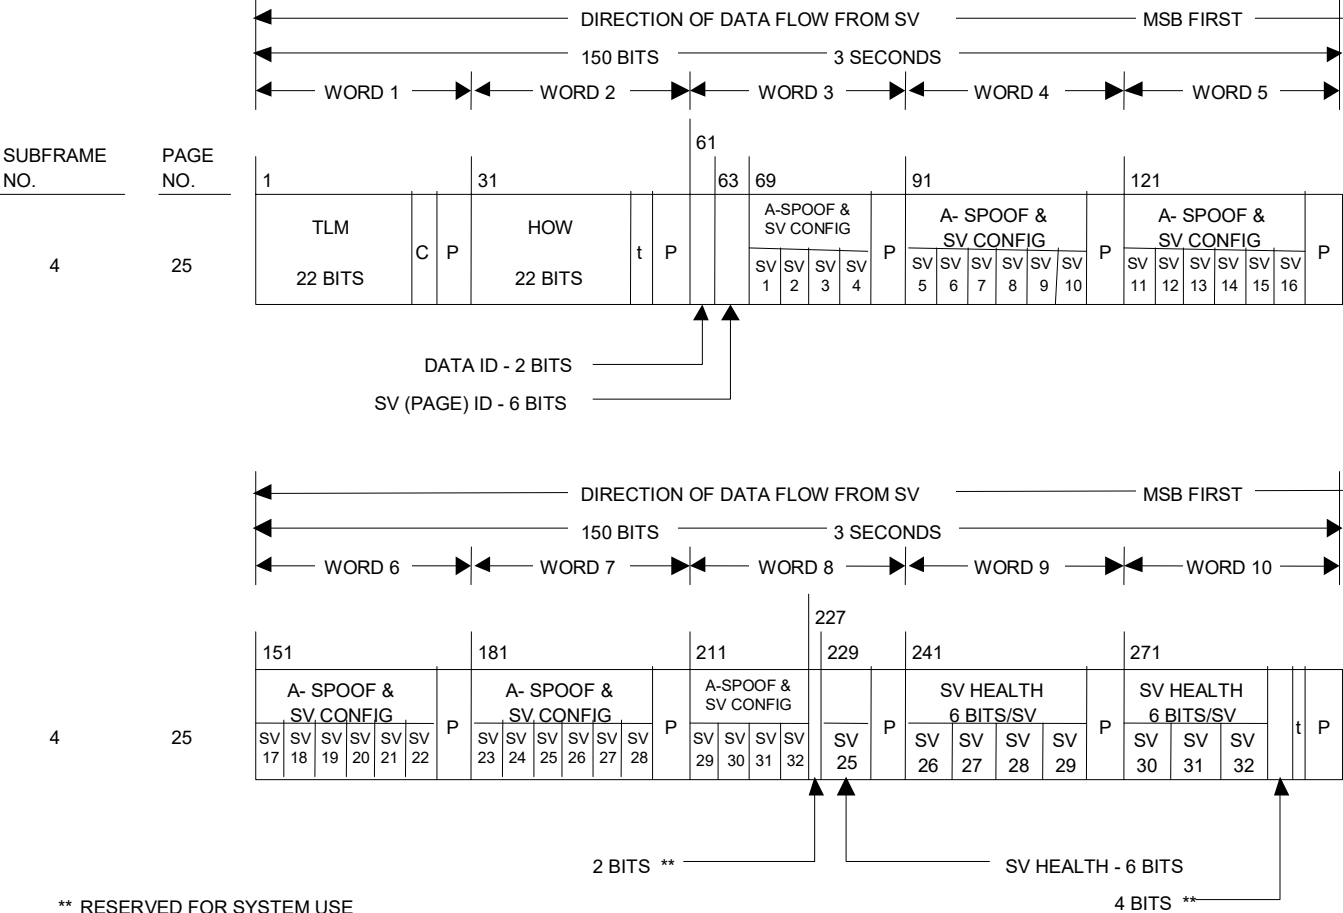 DIRECTION OF DATA FLOW FROM SV MSB FIRST
150 BITS 3 SECONDS
WORD 1 WORD 2 WORD 3 WORD 4 WORD 5
61
SUBFRAME PAGE
NO. NO. 1 31 63 69 91 121
A-SPOOF & A- SPOOF & A- SPOOF &
TLM HOW SV CONFIG SV CONFIG SV CONFIG
C P t P P P P
4 25 22 BITS 22 BITS SV SV SV SV SV SV SV SV SV SV SV SV SV SV SV SV
1 2 3 4 5 6 7 8 9 10 11 12 13 14 15 16
DATA ID - 2 BITS
SV (PAGE) ID - 6 BITS
DIRECTION OF DATA FLOW FROM SV MSB FIRST
150 BITS 3 SECONDS
WORD 6 WORD 7 WORD 8 WORD 9 WORD 10
227
151 181 211 229 241 271
A- SPOOF & A- SPOOF & A-SPOOF & SV HEALTH SV HEALTH
SV CONFIG SV CONFIG SV CONFIG 6 BITS/SV 6 BITS/SV
P P P P t P
4 25 SV SV SV SV SV SV SV SV SV SV SV SV SV SV SV SV SV SV SV SV SV SV SV SV
17 18 19 20 21 22 23 24 25 26 27 28 29 30 31 32 25 26 27 28 29 30 31 32
2 BITS ** SV HEALTH - 6 BITS
4 BITS **
** RESERVED FOR SYSTEM USE